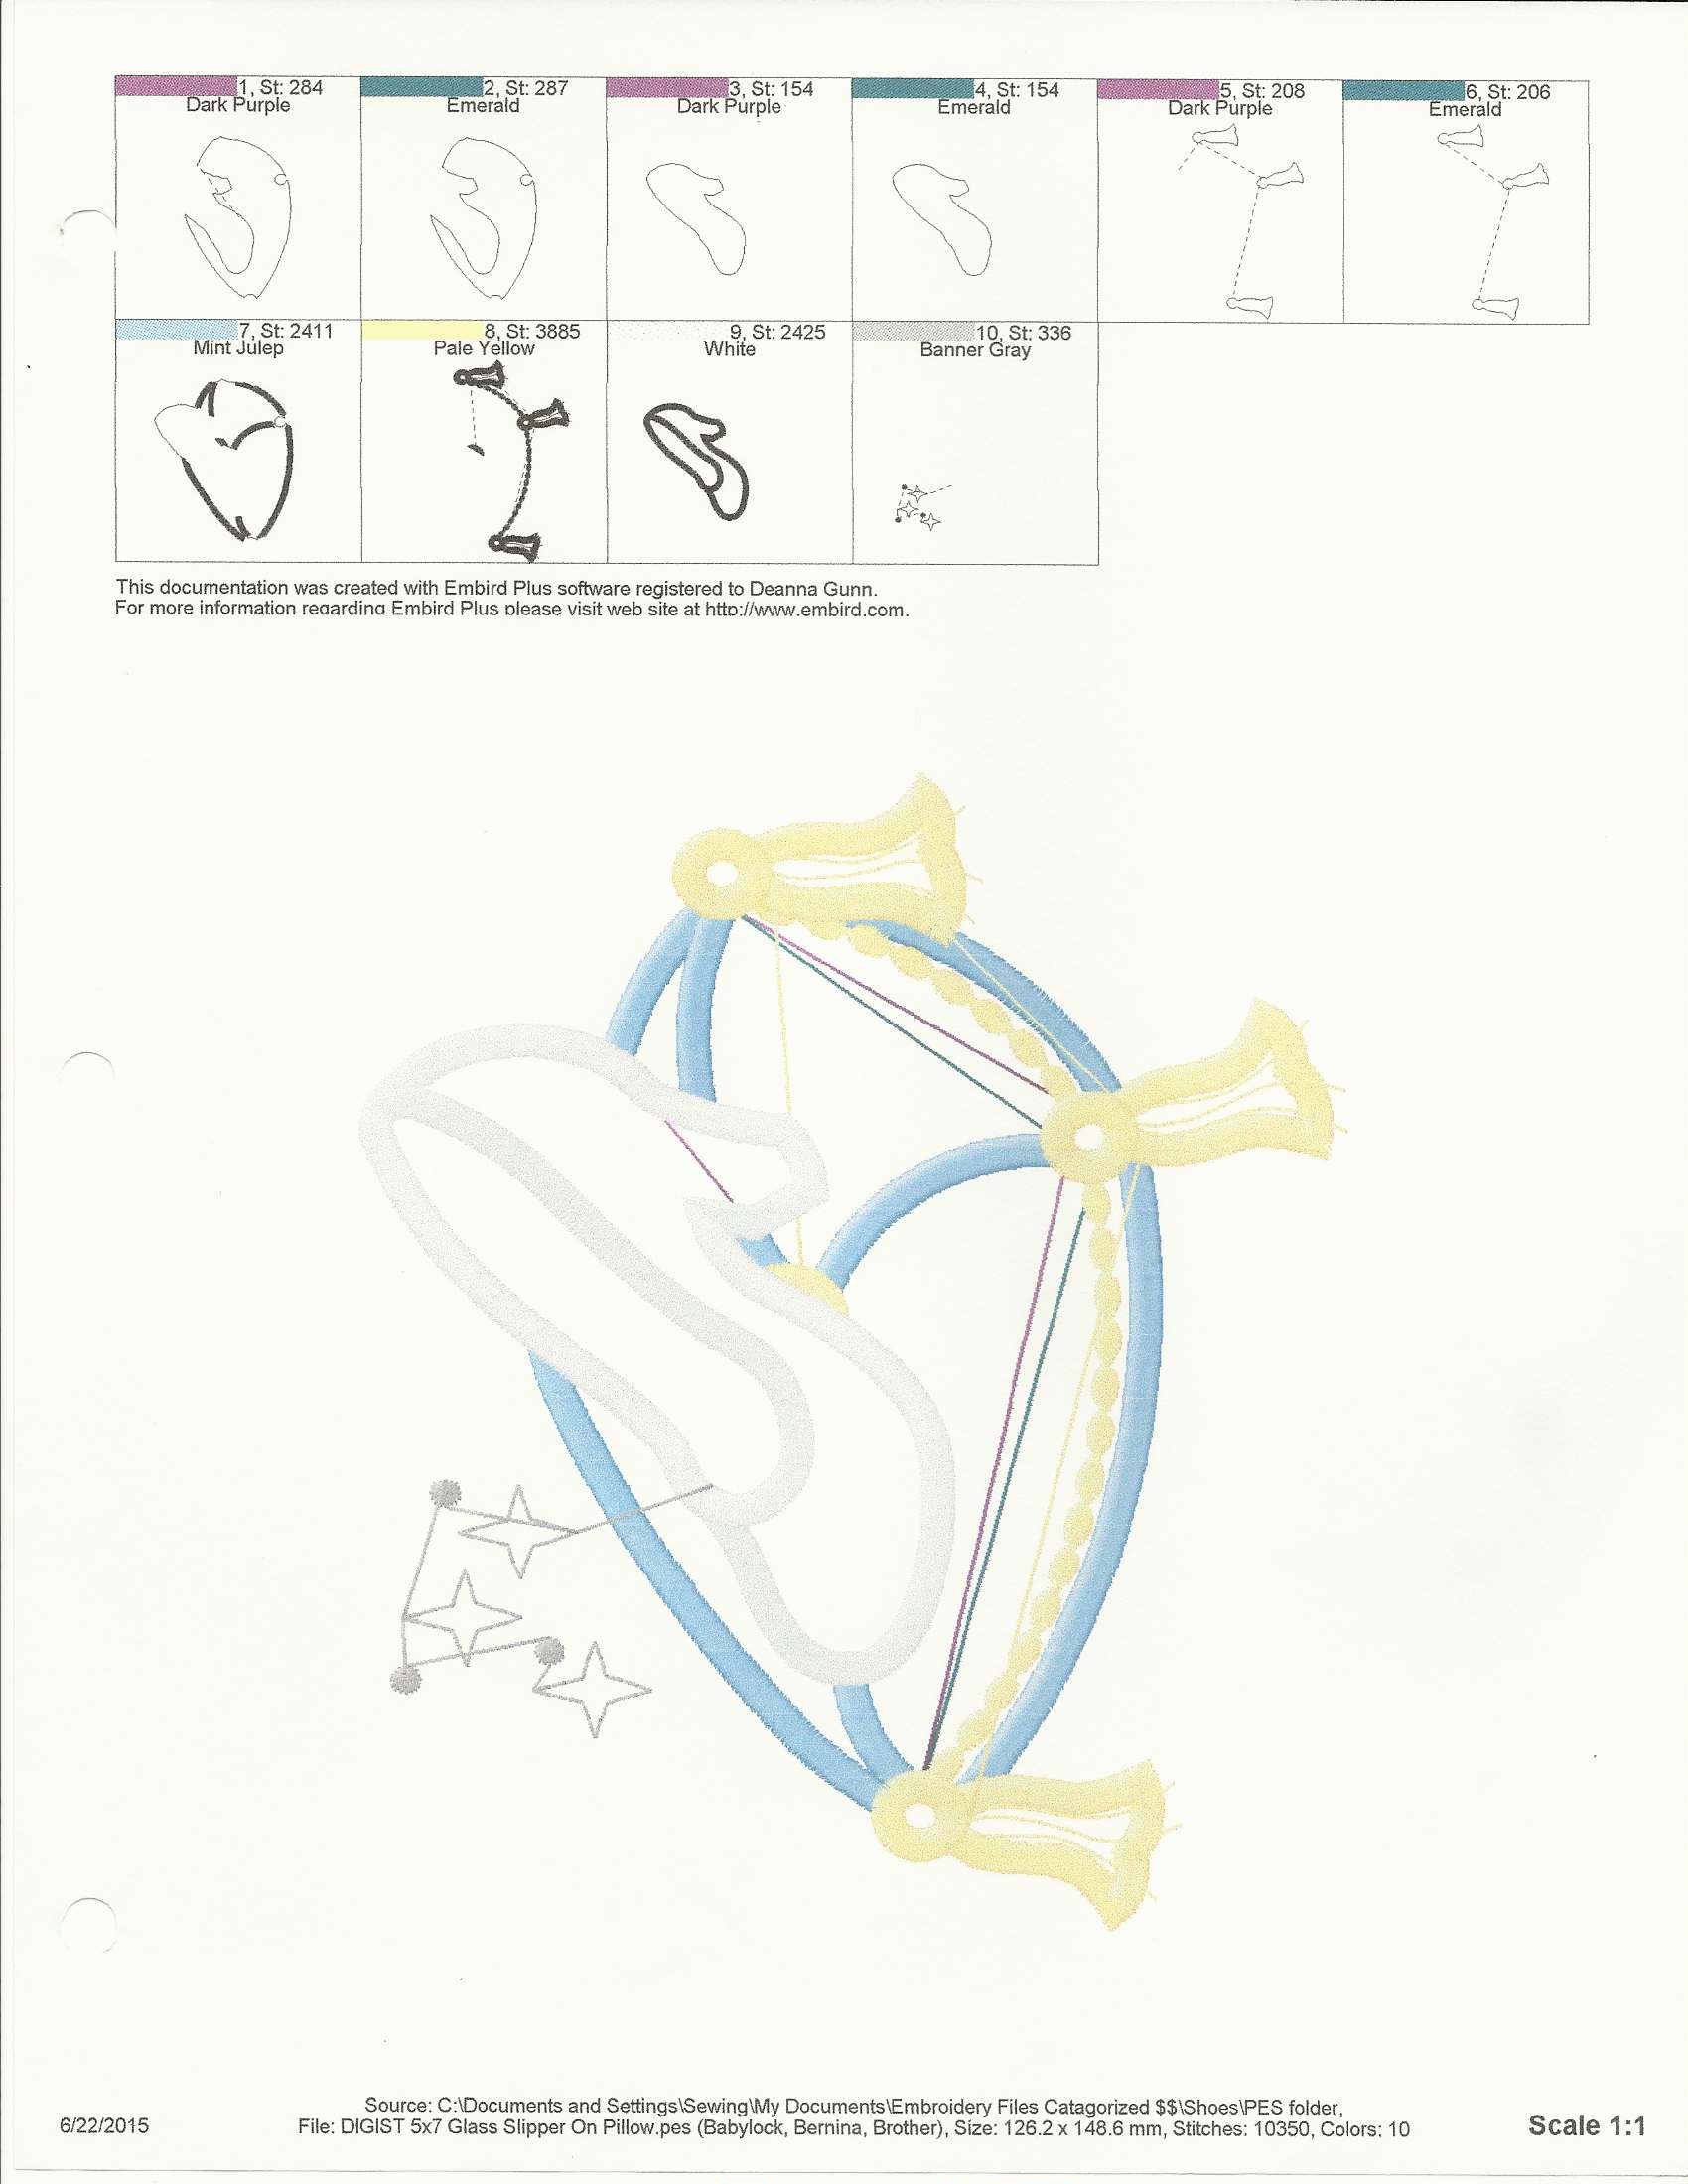 1, St: 284
Dark Purple
2, St: 287
Emerald
3, St: 154
Dark Purple
4, St: 154
Emerald
5, St: 208
Dark Purple
6, St: 206
Emerald
7, St: 2411
Mint Julep
8, St: 3885
Pale Yellow
9, St: 2425
White
10, St: 336
Banner Gray
This documentation was created with Embird Plus software registered to Deanna Gunn.
For more information regarding Embird Plus please visit web site at http://www.embird.com.
Source: C:\Documents and Settings\Sewing\My Documents\Embroidery Files Catagorized $$\Shoes\PES folder,
6/22/2015 File: DIGIST 5x7 Glass Slipper On Pillow.pes (Babylock, Bernina, Brother), Size: 126.2 x 148.6 mm, Stitches: 10350, Colors: 10 Scale 1:1